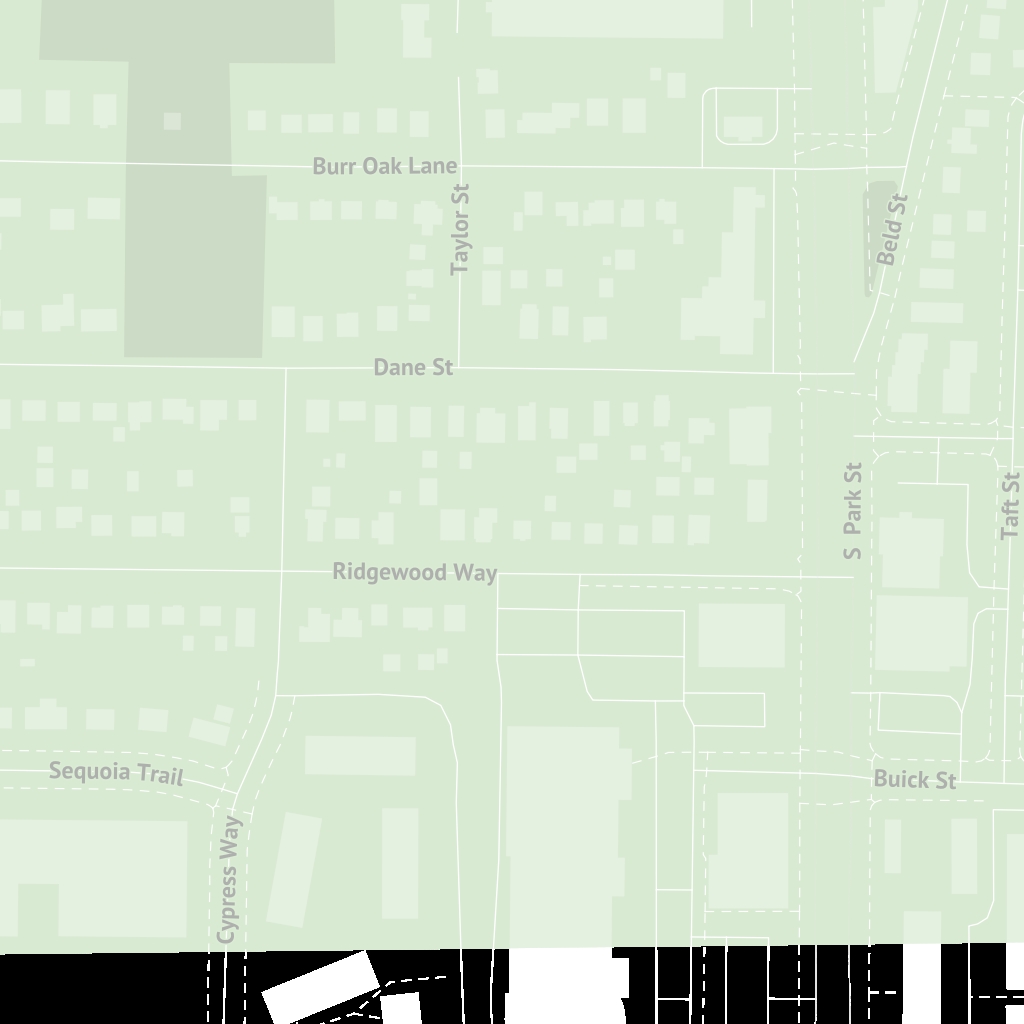 Burr Oak Lane
Taylor St
Beld St
Dane St
S Park St
Taft St
Ridgewood Way
Sequoia Trail
Buick St
Cypress Way